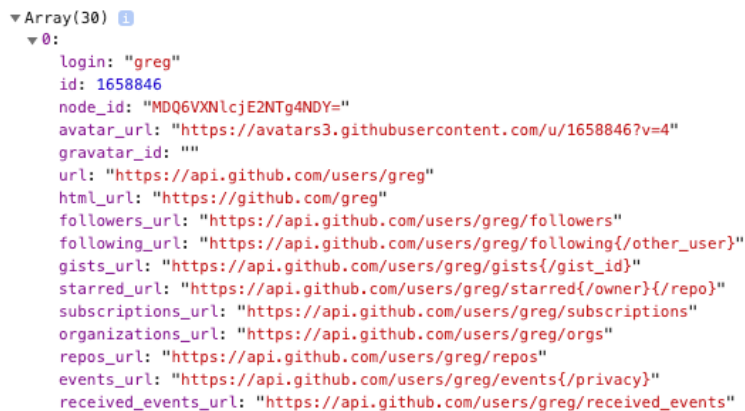 ▼Array(30) i
▼0:
login: "greg"
id: 1658846
node_id: "MDQ6VXNlcjE2NTg4NDY="
avatar_url: "https://avatars3.githubusercontent.com/u/1658846?v=4"
gravatar_id: ""
url: "https://api.github.com/users/greg"
html_url: "https://github.com/greg"
followers_url: "https://api.github.com/users/greg/followers"
following_url: "https://api.github.com/users/greg/following{/other_user}"
gists_url: "https://api.github.com/users/greg/gists{/gist_id}"
starred_url: "https://api.github.com/users/greg/starred{/owner}{/repo}"
subscriptions_url: "https://api.github.com/users/greg/subscriptions"
organizations_url: "https://api.github.com/users/greg/orgs"
repos_url: "https://api.github.com/users/greg/repos"
events_url: "https://api.github.com/users/greg/events{/privacy}"
received_events_url: "https://api.github.com/users/greg/received_events"